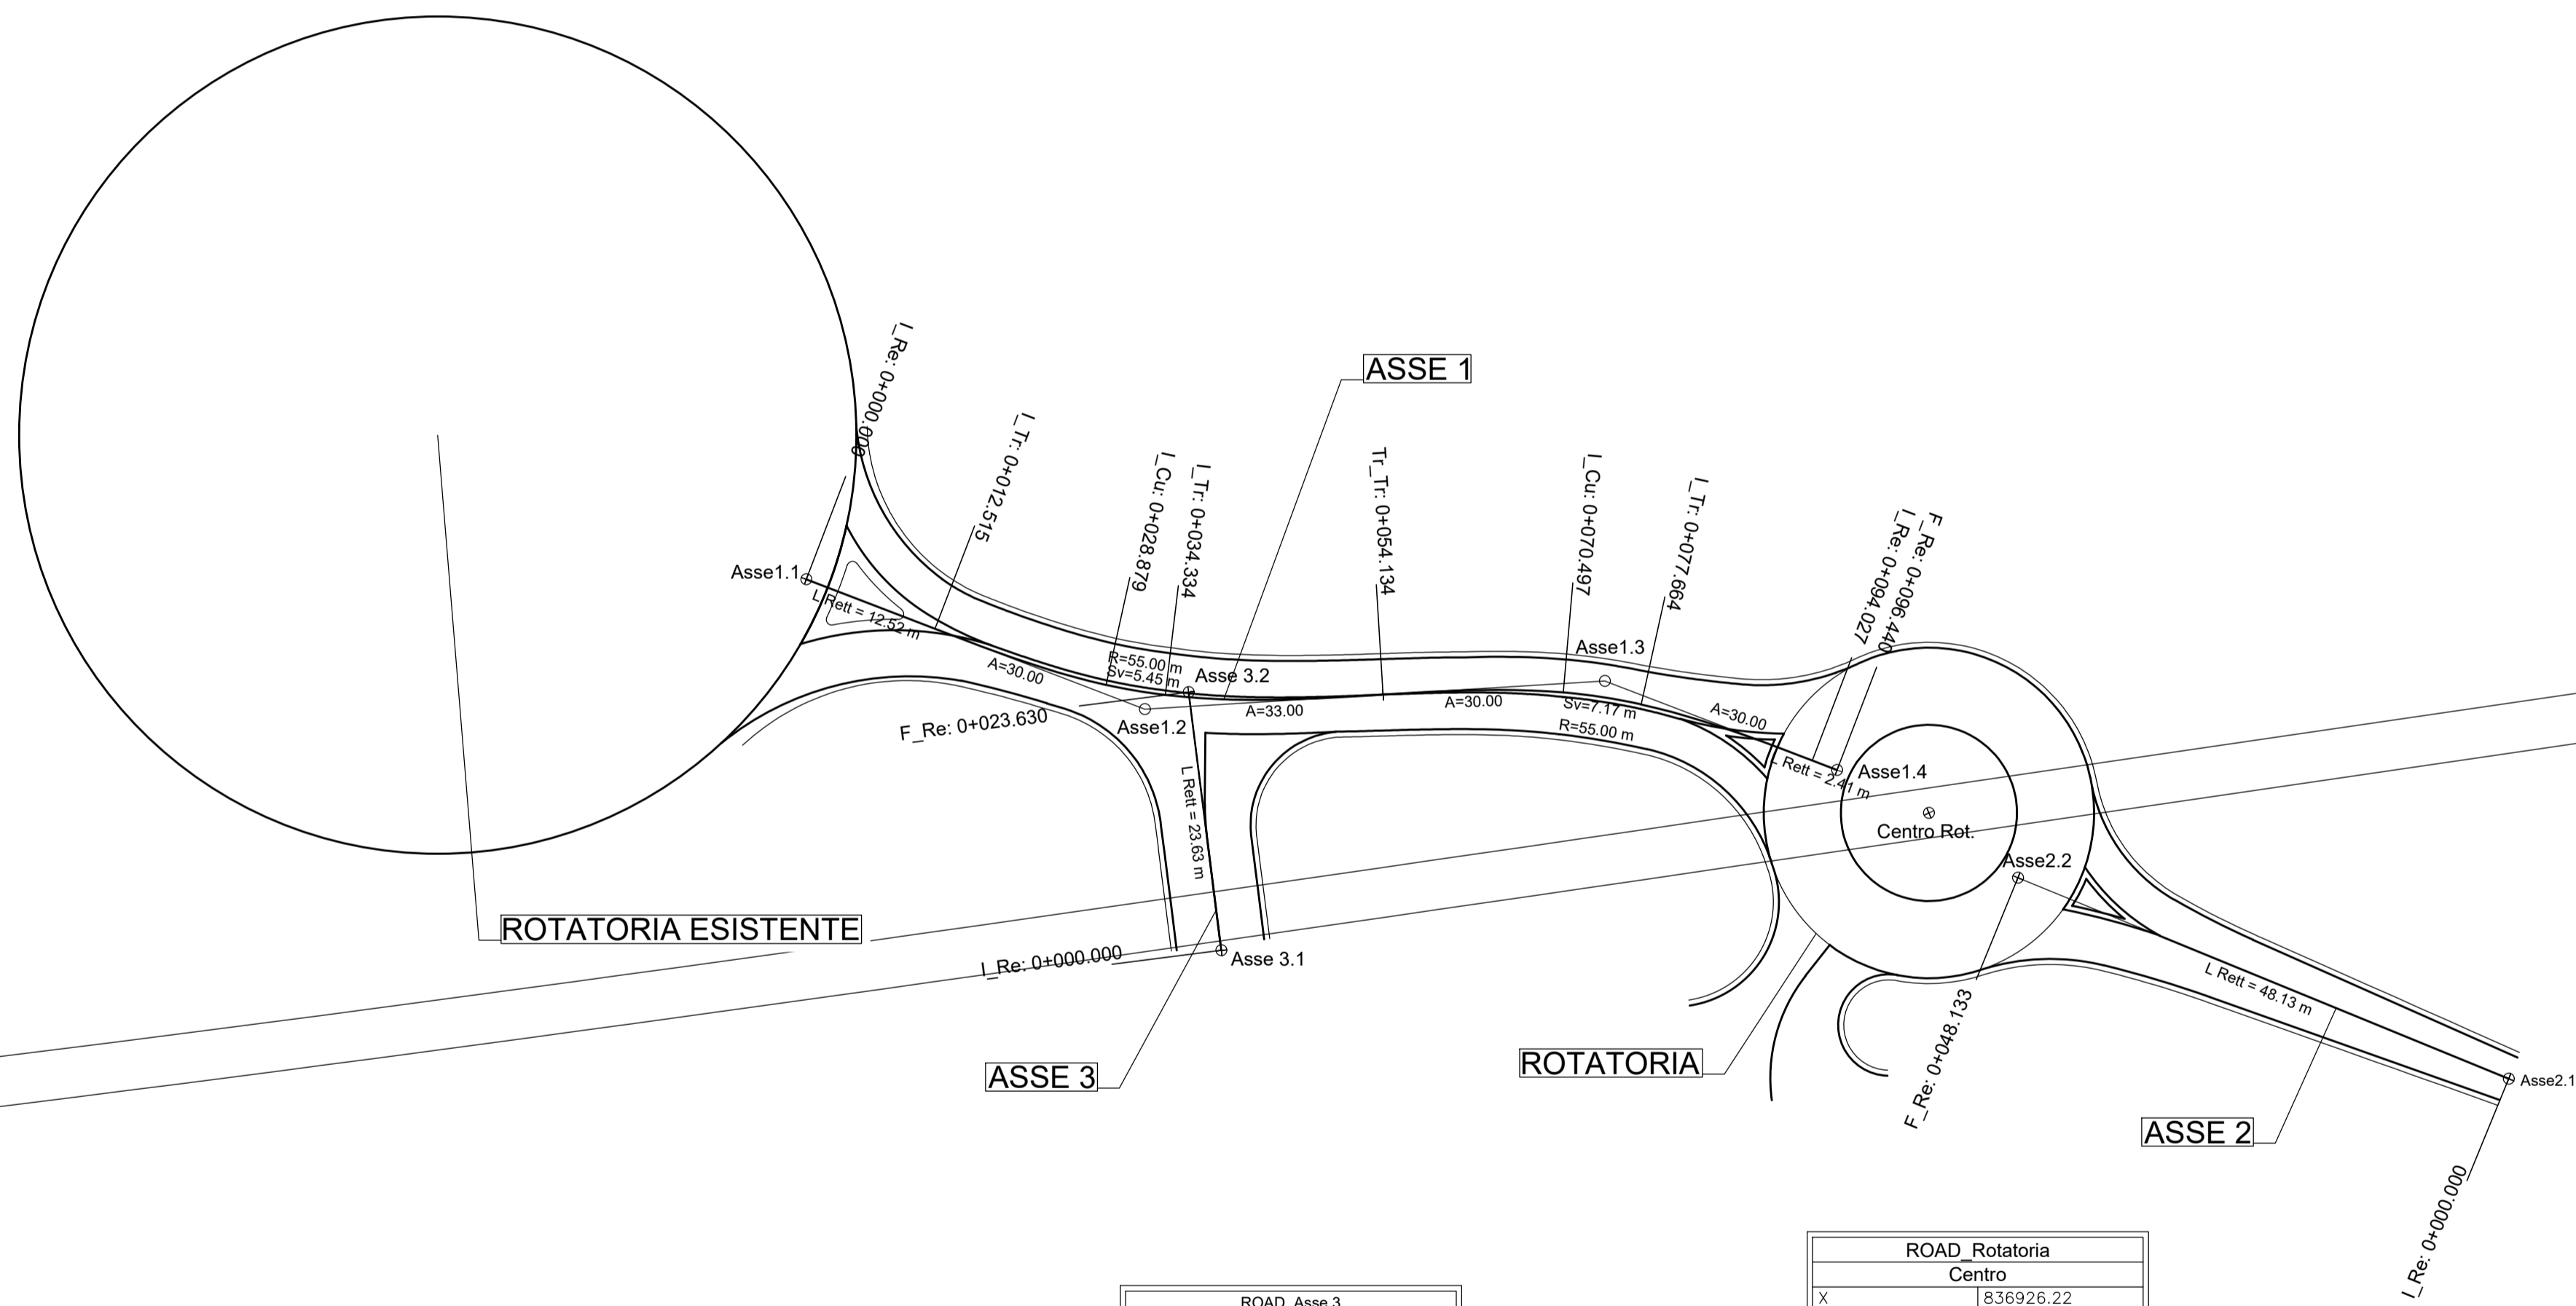 I_Re: 0+000.000
ASSE 1
I_Tr: 0+012.515
I_Cu: 0+028.879
I_Tr: 0+034.334
Tr_Tr: 0+054.134
I_Cu: 0+070.497
I_Tr: 0+077.664
I_Re: 0+094.027
F_Re: 0+096.440
Asse1.1
L Rett = 12.52 m
A=30.00
R=55.00 m
Sv=5.45 m
Asse 3.2
Asse1.3
F_Re: 0+023.630
Asse1.2
A=33.00
A=30.00
Sv=7.17 m
R=55.00 m
A=30.00
L Rett = 2.41 m
Asse1.4
Centro Rot.
L Rett = 23.63 m
Asse2.2
ROTATORIA ESISTENTE
I_Re: 0+000.000
Asse 3.1
L Rett = 48.13 m
F_Re: 0+048.133
ASSE 3
ROTATORIA
Asse2.1
ASSE 2
I_Re: 0+000.000
ROAD_Rotatoria
Centro
X 836926.22
ROAD_Asse 3